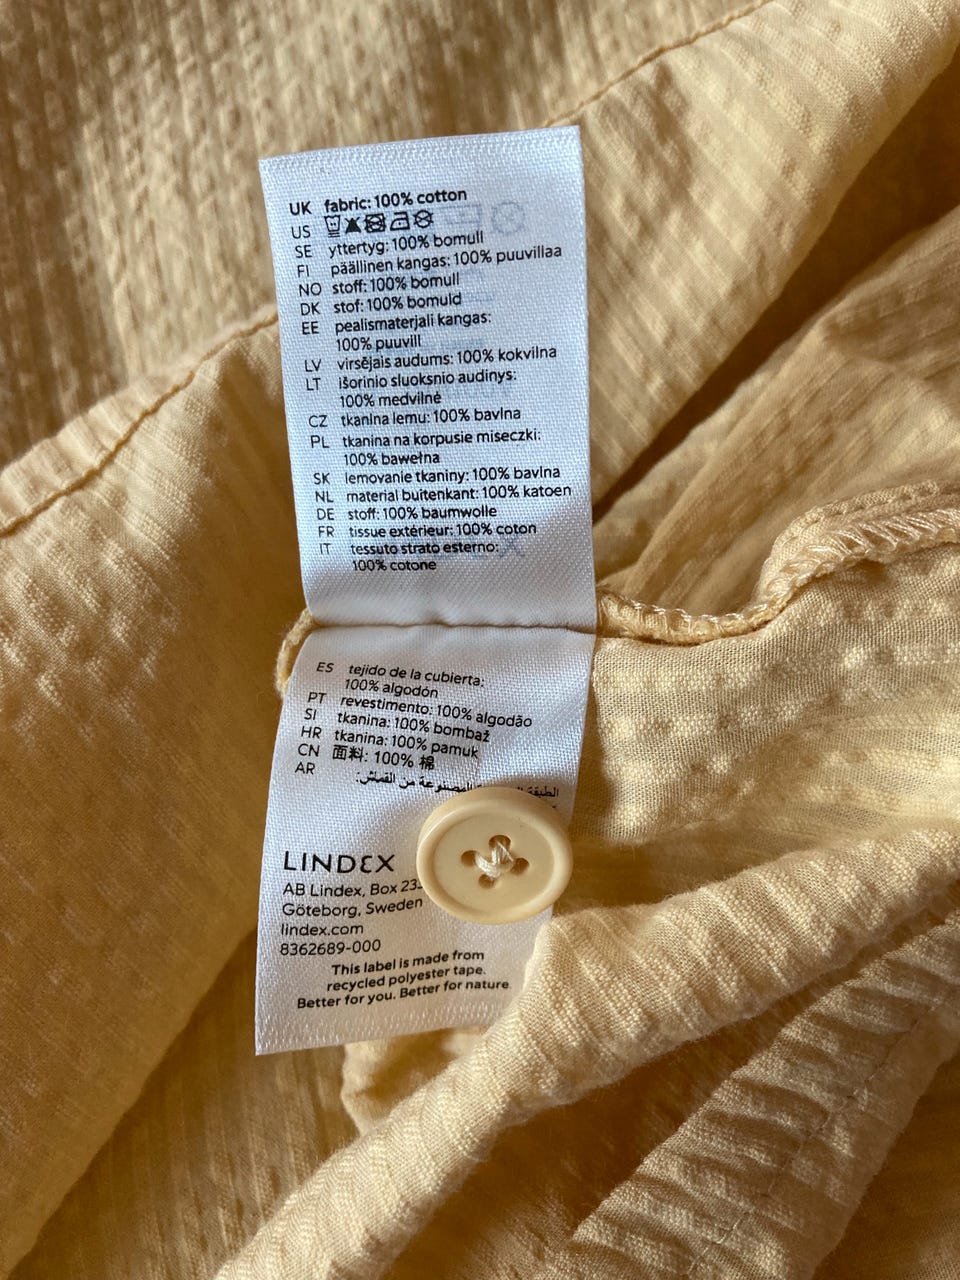 UK fabric: 100% cotton
US
SE yttertyg: 100% bomull
FI päällinen kangas: 100% puuvillaa
NO stoff: 100% bomull
DK stof: 100% bomuld
EE pealismaterjali kangas:
100% puuvill
LV virsējais audums: 100% kokvilna
LT išorinio sluoksnio audinys:
100% medvilnė
CZ tkanina lemu: 100% bavlna
PL tkanina na korpusie miseczki:
100% bawełna
SK lemovanie tkaniny: 100% bavlna
NL material buitenkant: 100% katoen
DE stoff: 100% baumwolle
FR tissue extérieur: 100% coton
IT tessuto strato esterno:
100% cotone
ES tejido de la cubierta:
100% algodón
PT revestimento: 100% algodão
SI tkanina: 100% bombaž
HR tkanina: 100% pamuk
CN 面料: 100% 棉
AR الطبقة المصنوعة من القماش:
LINDEX
AB Lindex, Box
Göteborg, Sweden
lindex.com
8362689-000
This label is made from
recycled polyester tape.
Better for you. Better for nature.